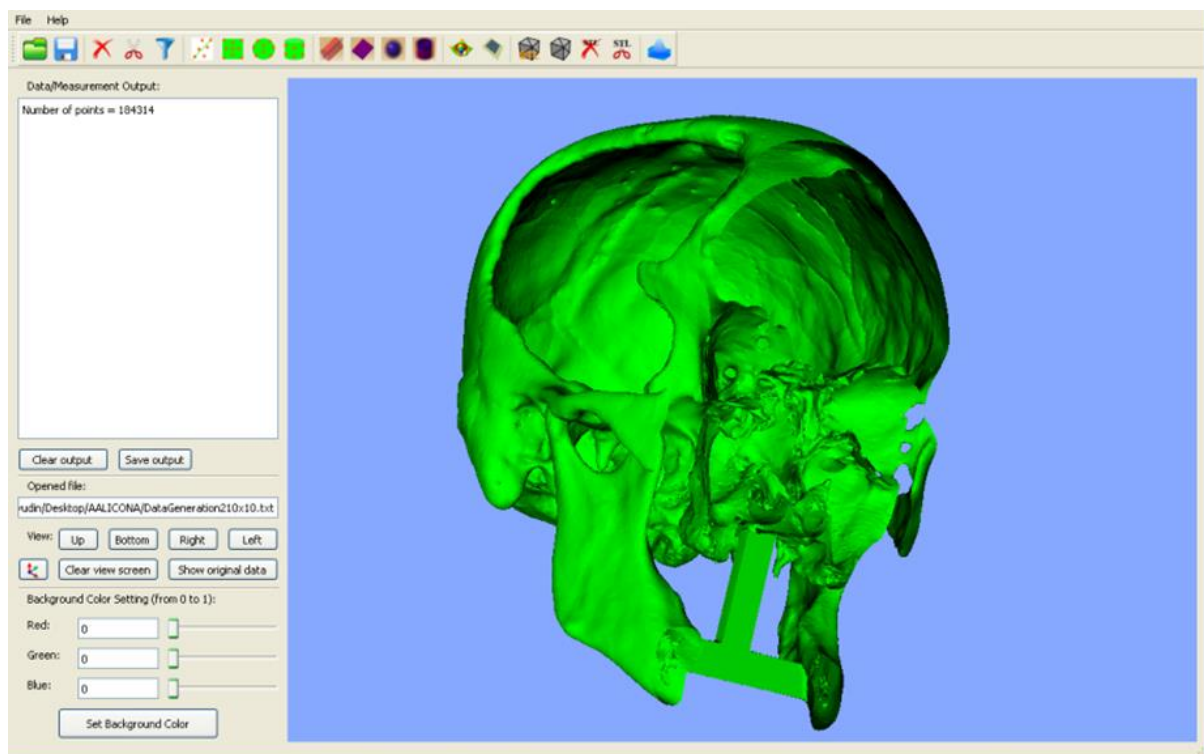 File Help
STL
Data/Measurement Output:
Number of points = 184314
Clear output Save output
Opened file:
udin/Desktop/AALICONA/DataGeneration210x10.txt
View: Up Bottom Right Left
Clear view screen Show original data
Background Color Setting (from 0 to 1):
Red: 0
Green: 0
Blue: 0
Set Background Color